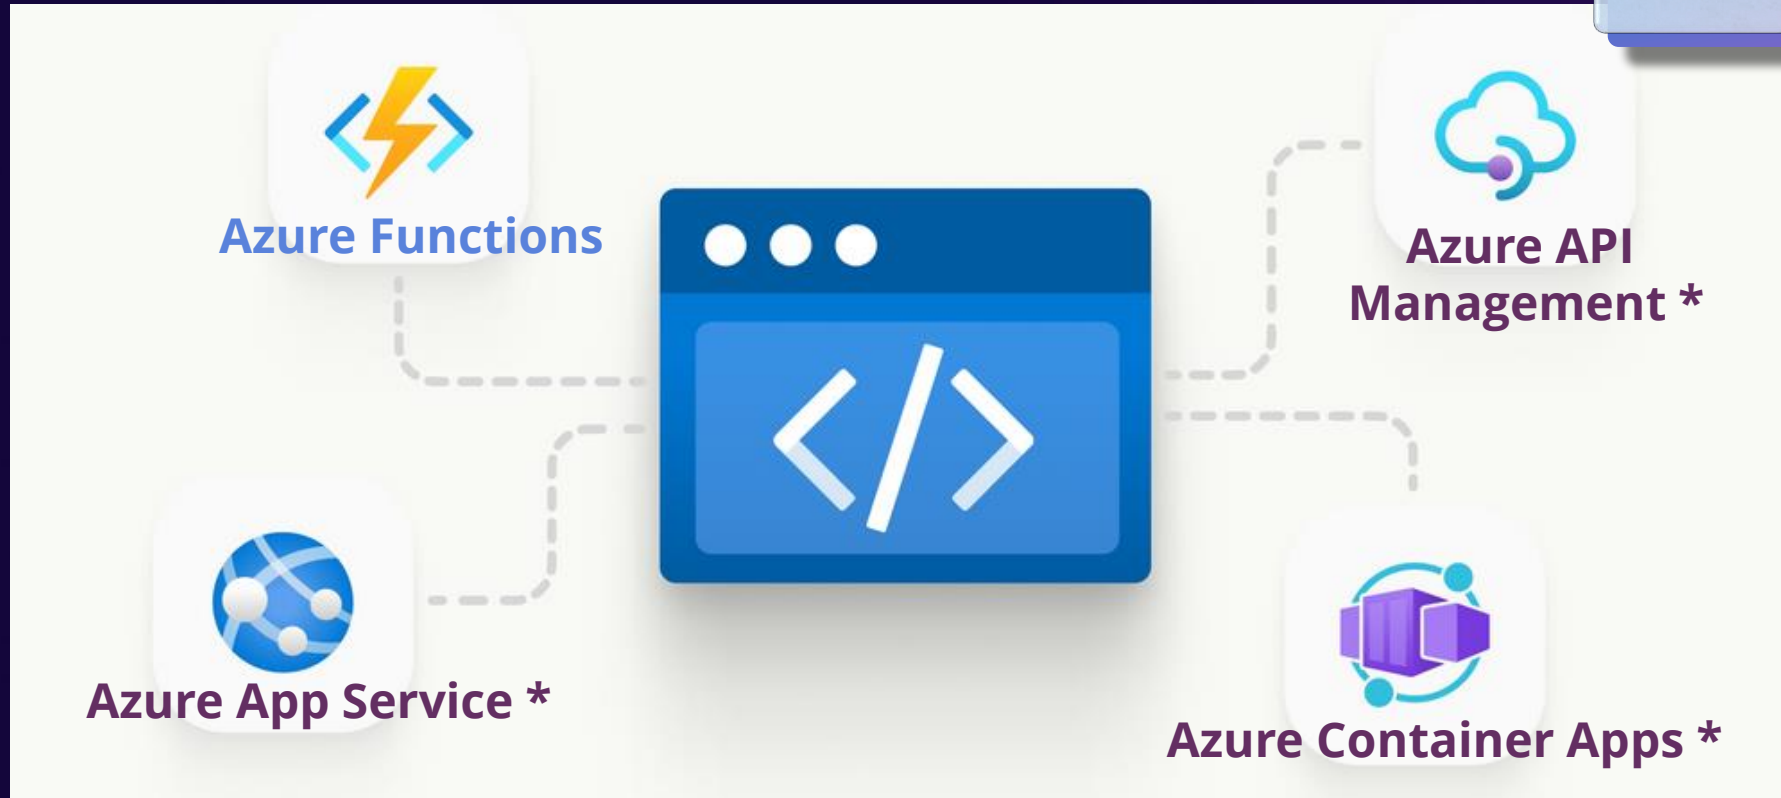 Azure Functions
Azure API
Management *
Azure App Service *
Azure Container Apps *